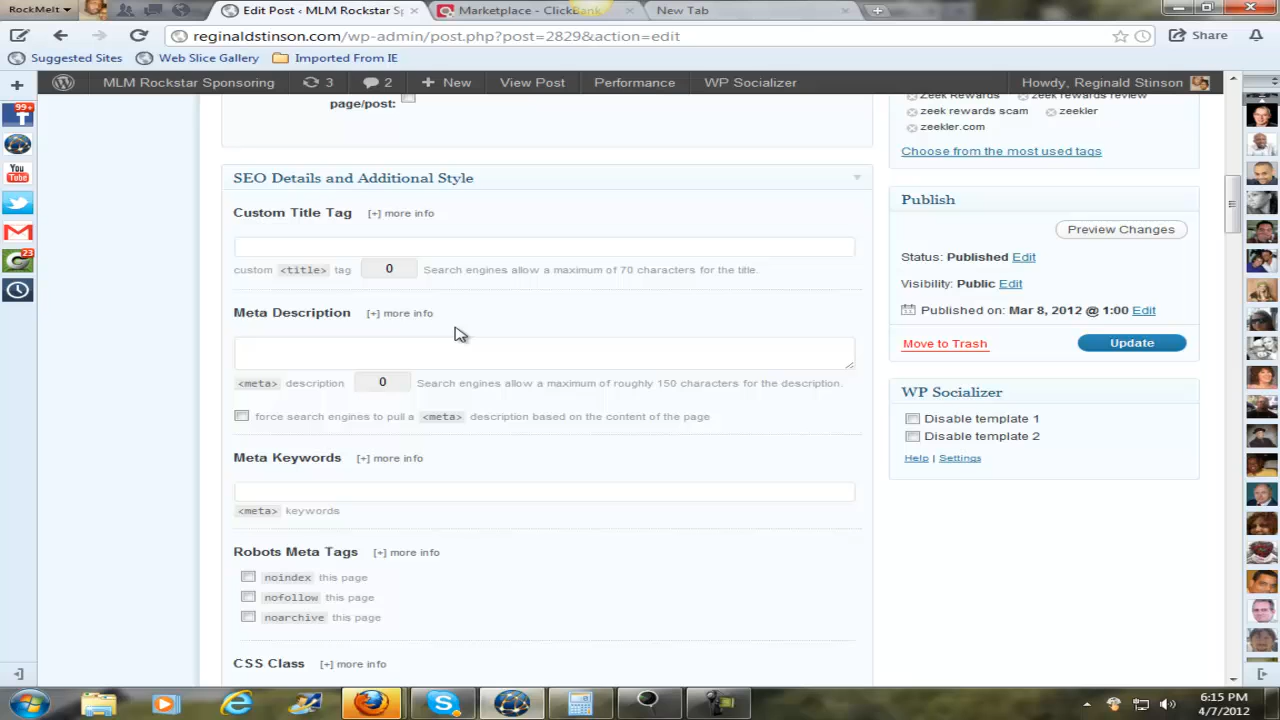 RockMelt
Edit Post ‹ MLM Rockstar Sp
Marketplace - ClickBank
New Tab
reginaldstinson.com/wp-admin/post.php?post=2829&action=edit
Share
Suggested Sites
Web Slice Gallery
Imported From IE
MLM Rockstar Sponsoring
3
2
New
View Post
Performance
WP Socializer
Howdy, Reginald Stinson
page/post:
Zeek Rewards
zeek rewards review
zeek rewards scam
zeekler
zeekler.com
Choose from the most used tags
SEO Details and Additional Style
Custom Title Tag [+] more info
custom <title> tag 0 Search engines allow a maximum of 70 characters for the title.
Meta Description [+] more info
<meta> description 0 Search engines allow a maximum of roughly 150 characters for the description.
force search engines to pull a <meta> description based on the content of the page
Meta Keywords [+] more info
<meta> keywords
Robots Meta Tags [+] more info
noindex this page
nofollow this page
noarchive this page
CSS Class [+] more info
Publish
Preview Changes
Status: Published Edit
Visibility: Public Edit
Published on: Mar 8, 2012 @ 1:00 Edit
Move to Trash
Update
WP Socializer
Disable template 1
Disable template 2
Help | Settings
99+
You
Tube
23
6:15 PM
4/7/2012